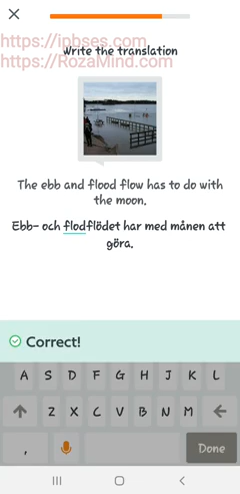 https://ipbses.com
Write the translation
https://RozaMind.com
The ebb and flood flow has to do with
the moon.
Ebb- och flodflödet har med månen att
göra.
Correct!
A S D F G H J K L
Z X C V B N M
, Done